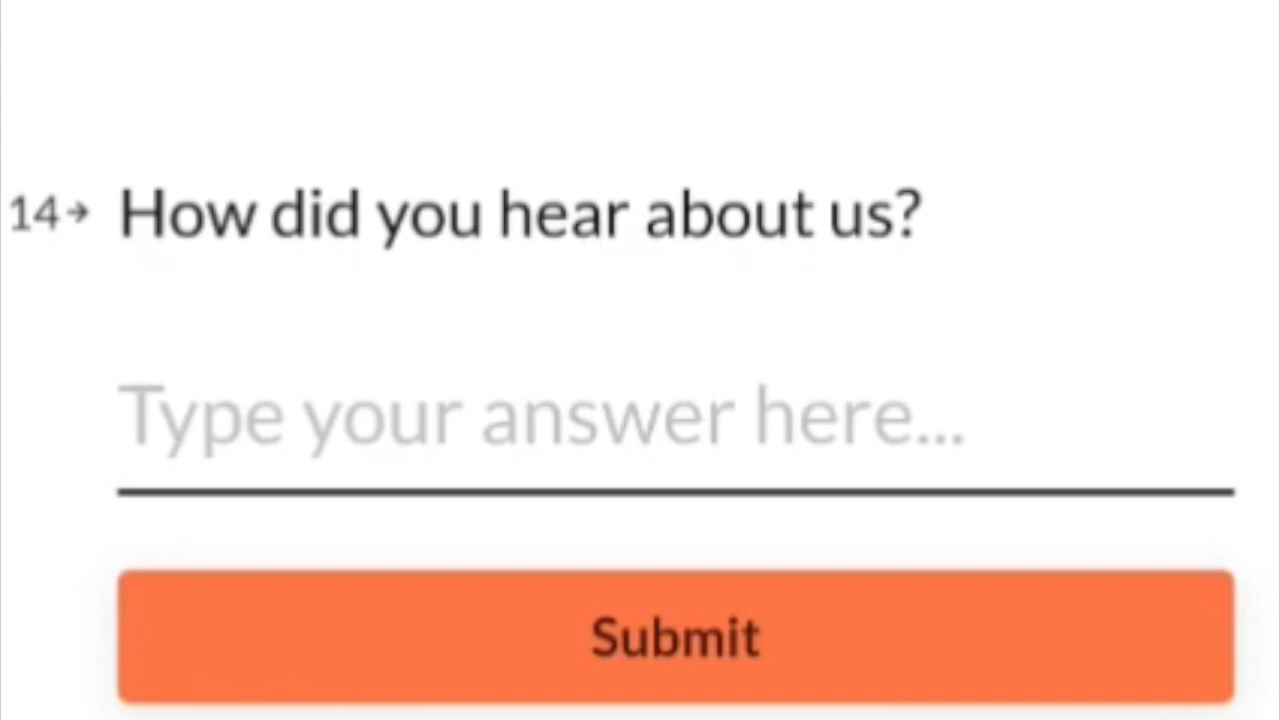 14→ How did you hear about us?
Type your answer here...
Submit